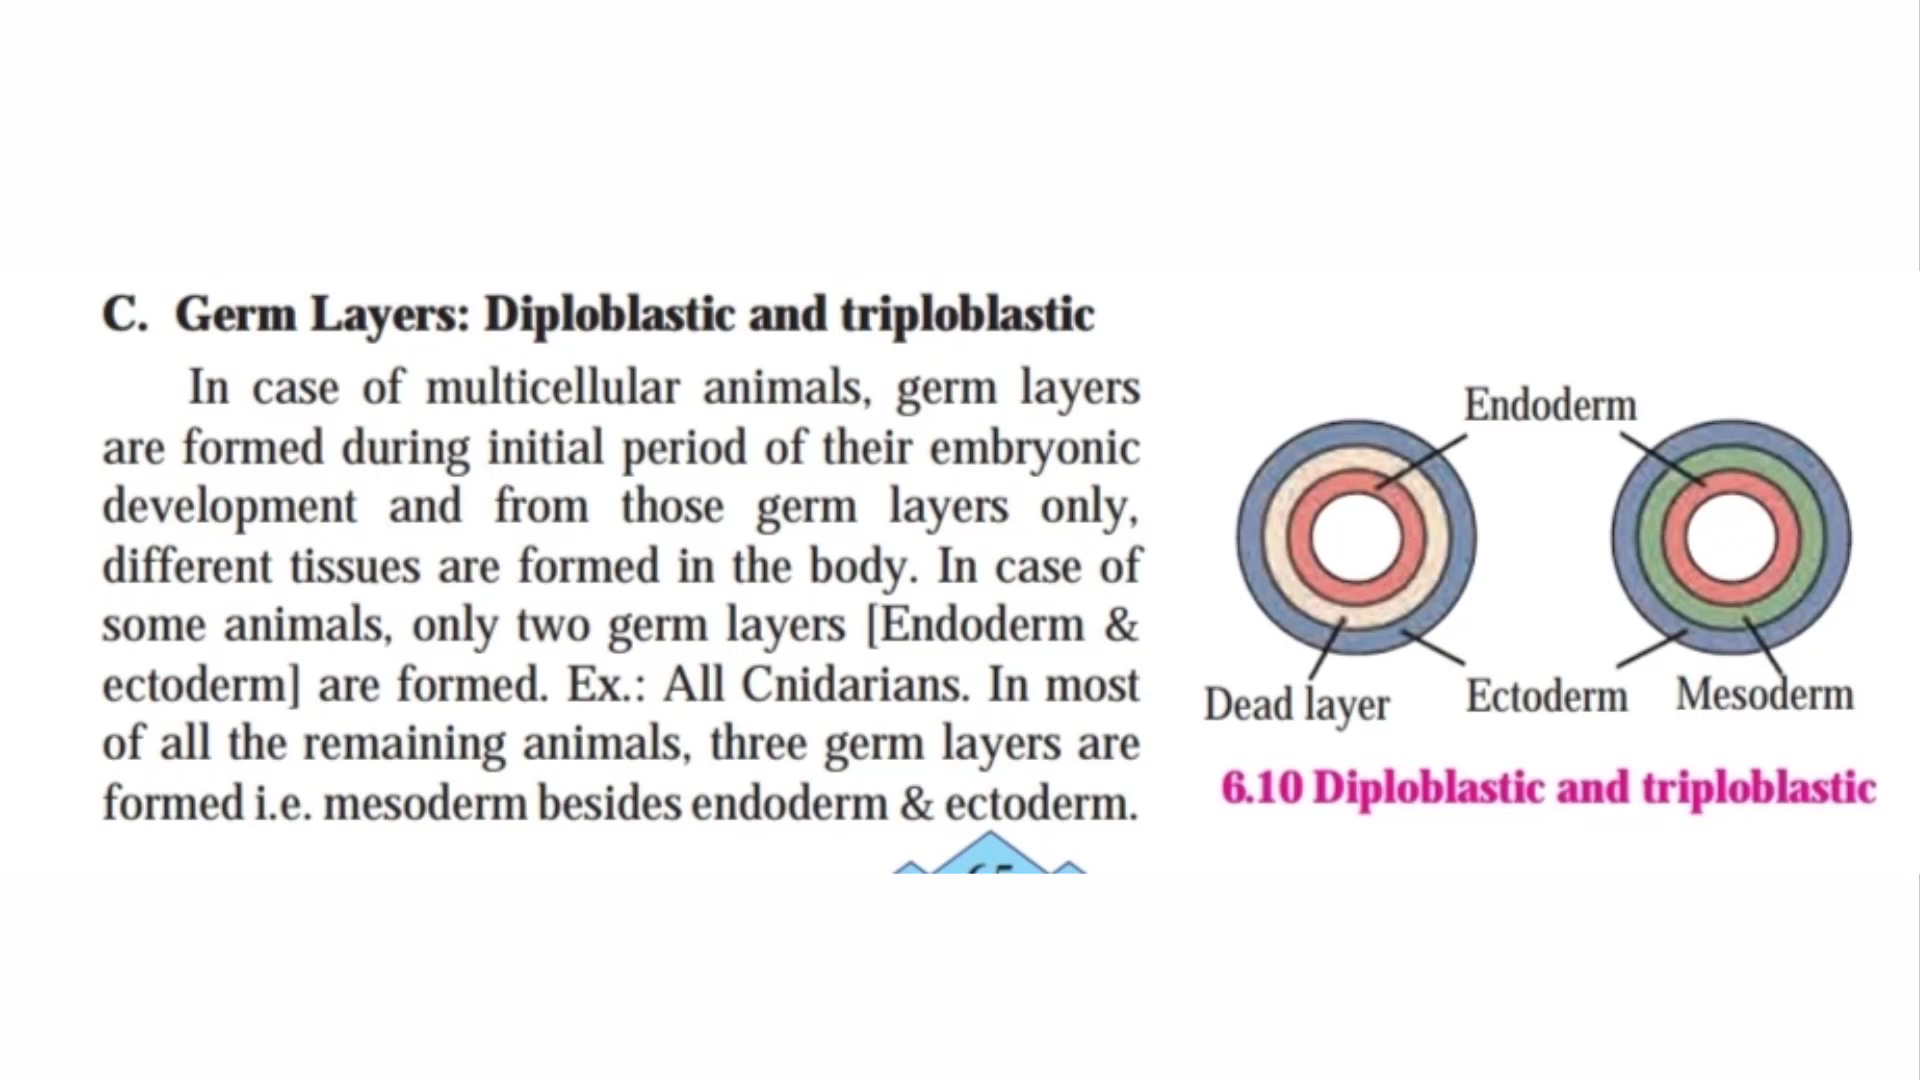 C. Germ Layers: Diploblastic and triploblastic
In case of multicellular animals, germ layers
are formed during initial period of their embryonic
development and from those germ layers only,
different tissues are formed in the body. In case of
some animals, only two germ layers [Endoderm &
ectoderm] are formed. Ex.: All Cnidarians. In most
of all the remaining animals, three germ layers are
formed i.e. mesoderm besides endoderm & ectoderm.
Endoderm
Dead layer
Ectoderm
Mesoderm
6.10 Diploblastic and triploblastic